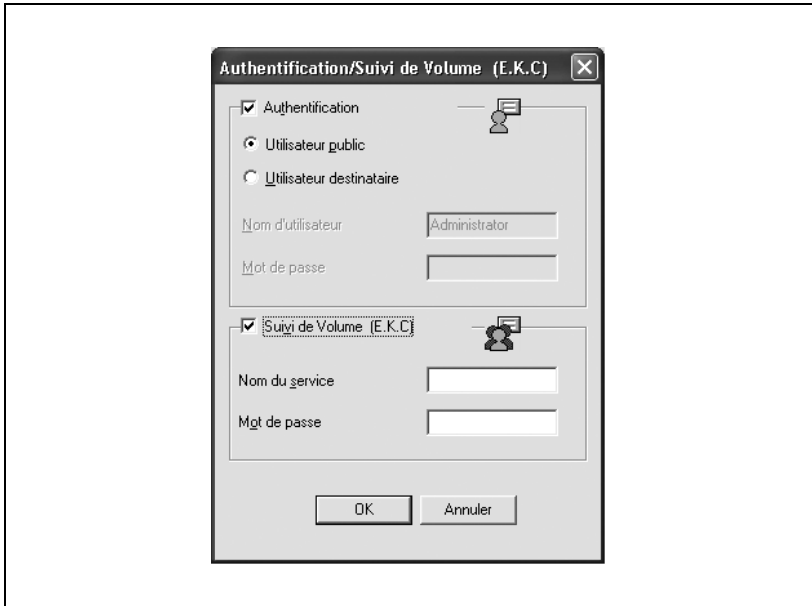 Authentification/Suivi de Volume (E.K.C)
Authentification
Utilisateur public
Utilisateur destinataire
Nom d'utilisateur Administrator
Mot de passe
Suivi de Volume (E.K.C)
Nom du service
Mot de passe
OK Annuler